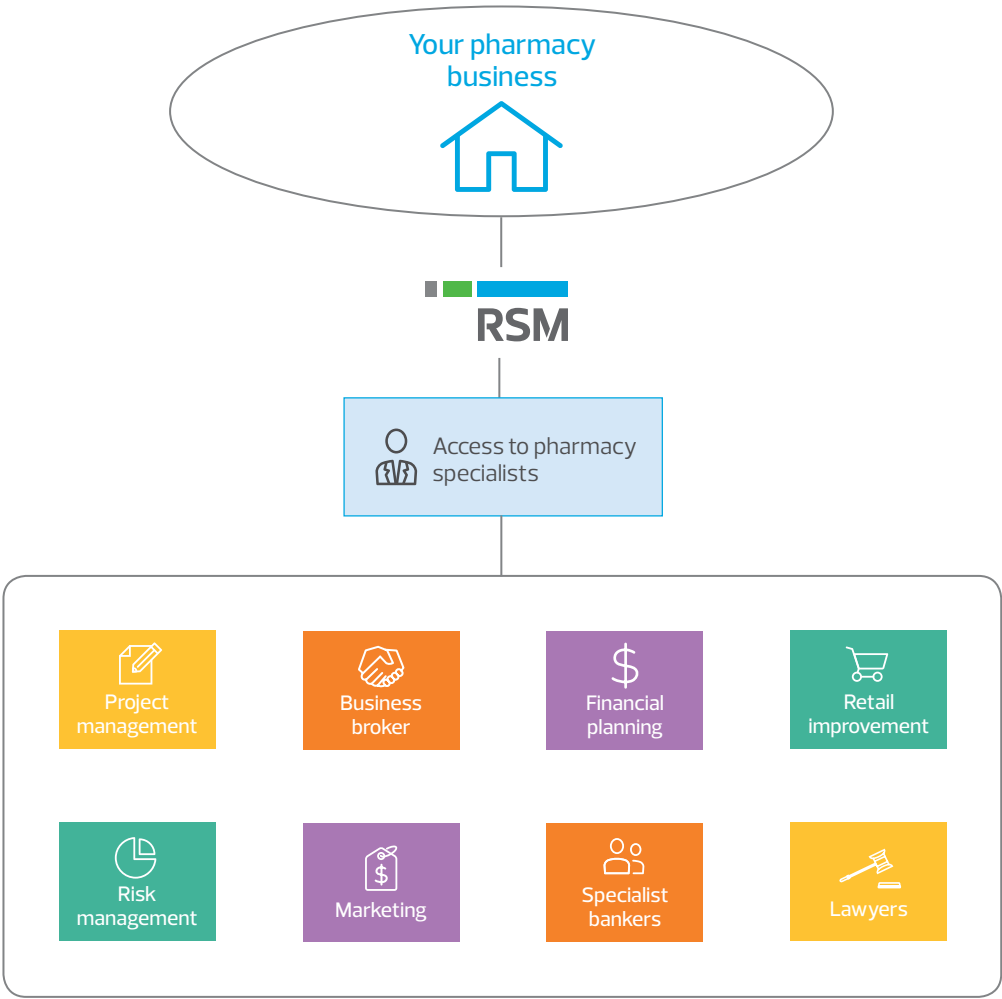 Your pharmacy
business
RSM
Access to pharmacy
specialists
$
Project
management
Business
broker
Financial
planning
Retail
improvement
$
Risk
management
Marketing
Specialist
bankers
Lawyers